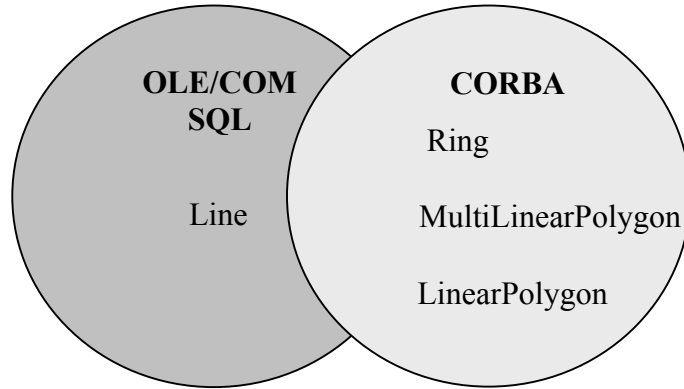 OLE/COM
SQL
Line
CORBA
Ring
MultiLinearPolygon
LinearPolygon